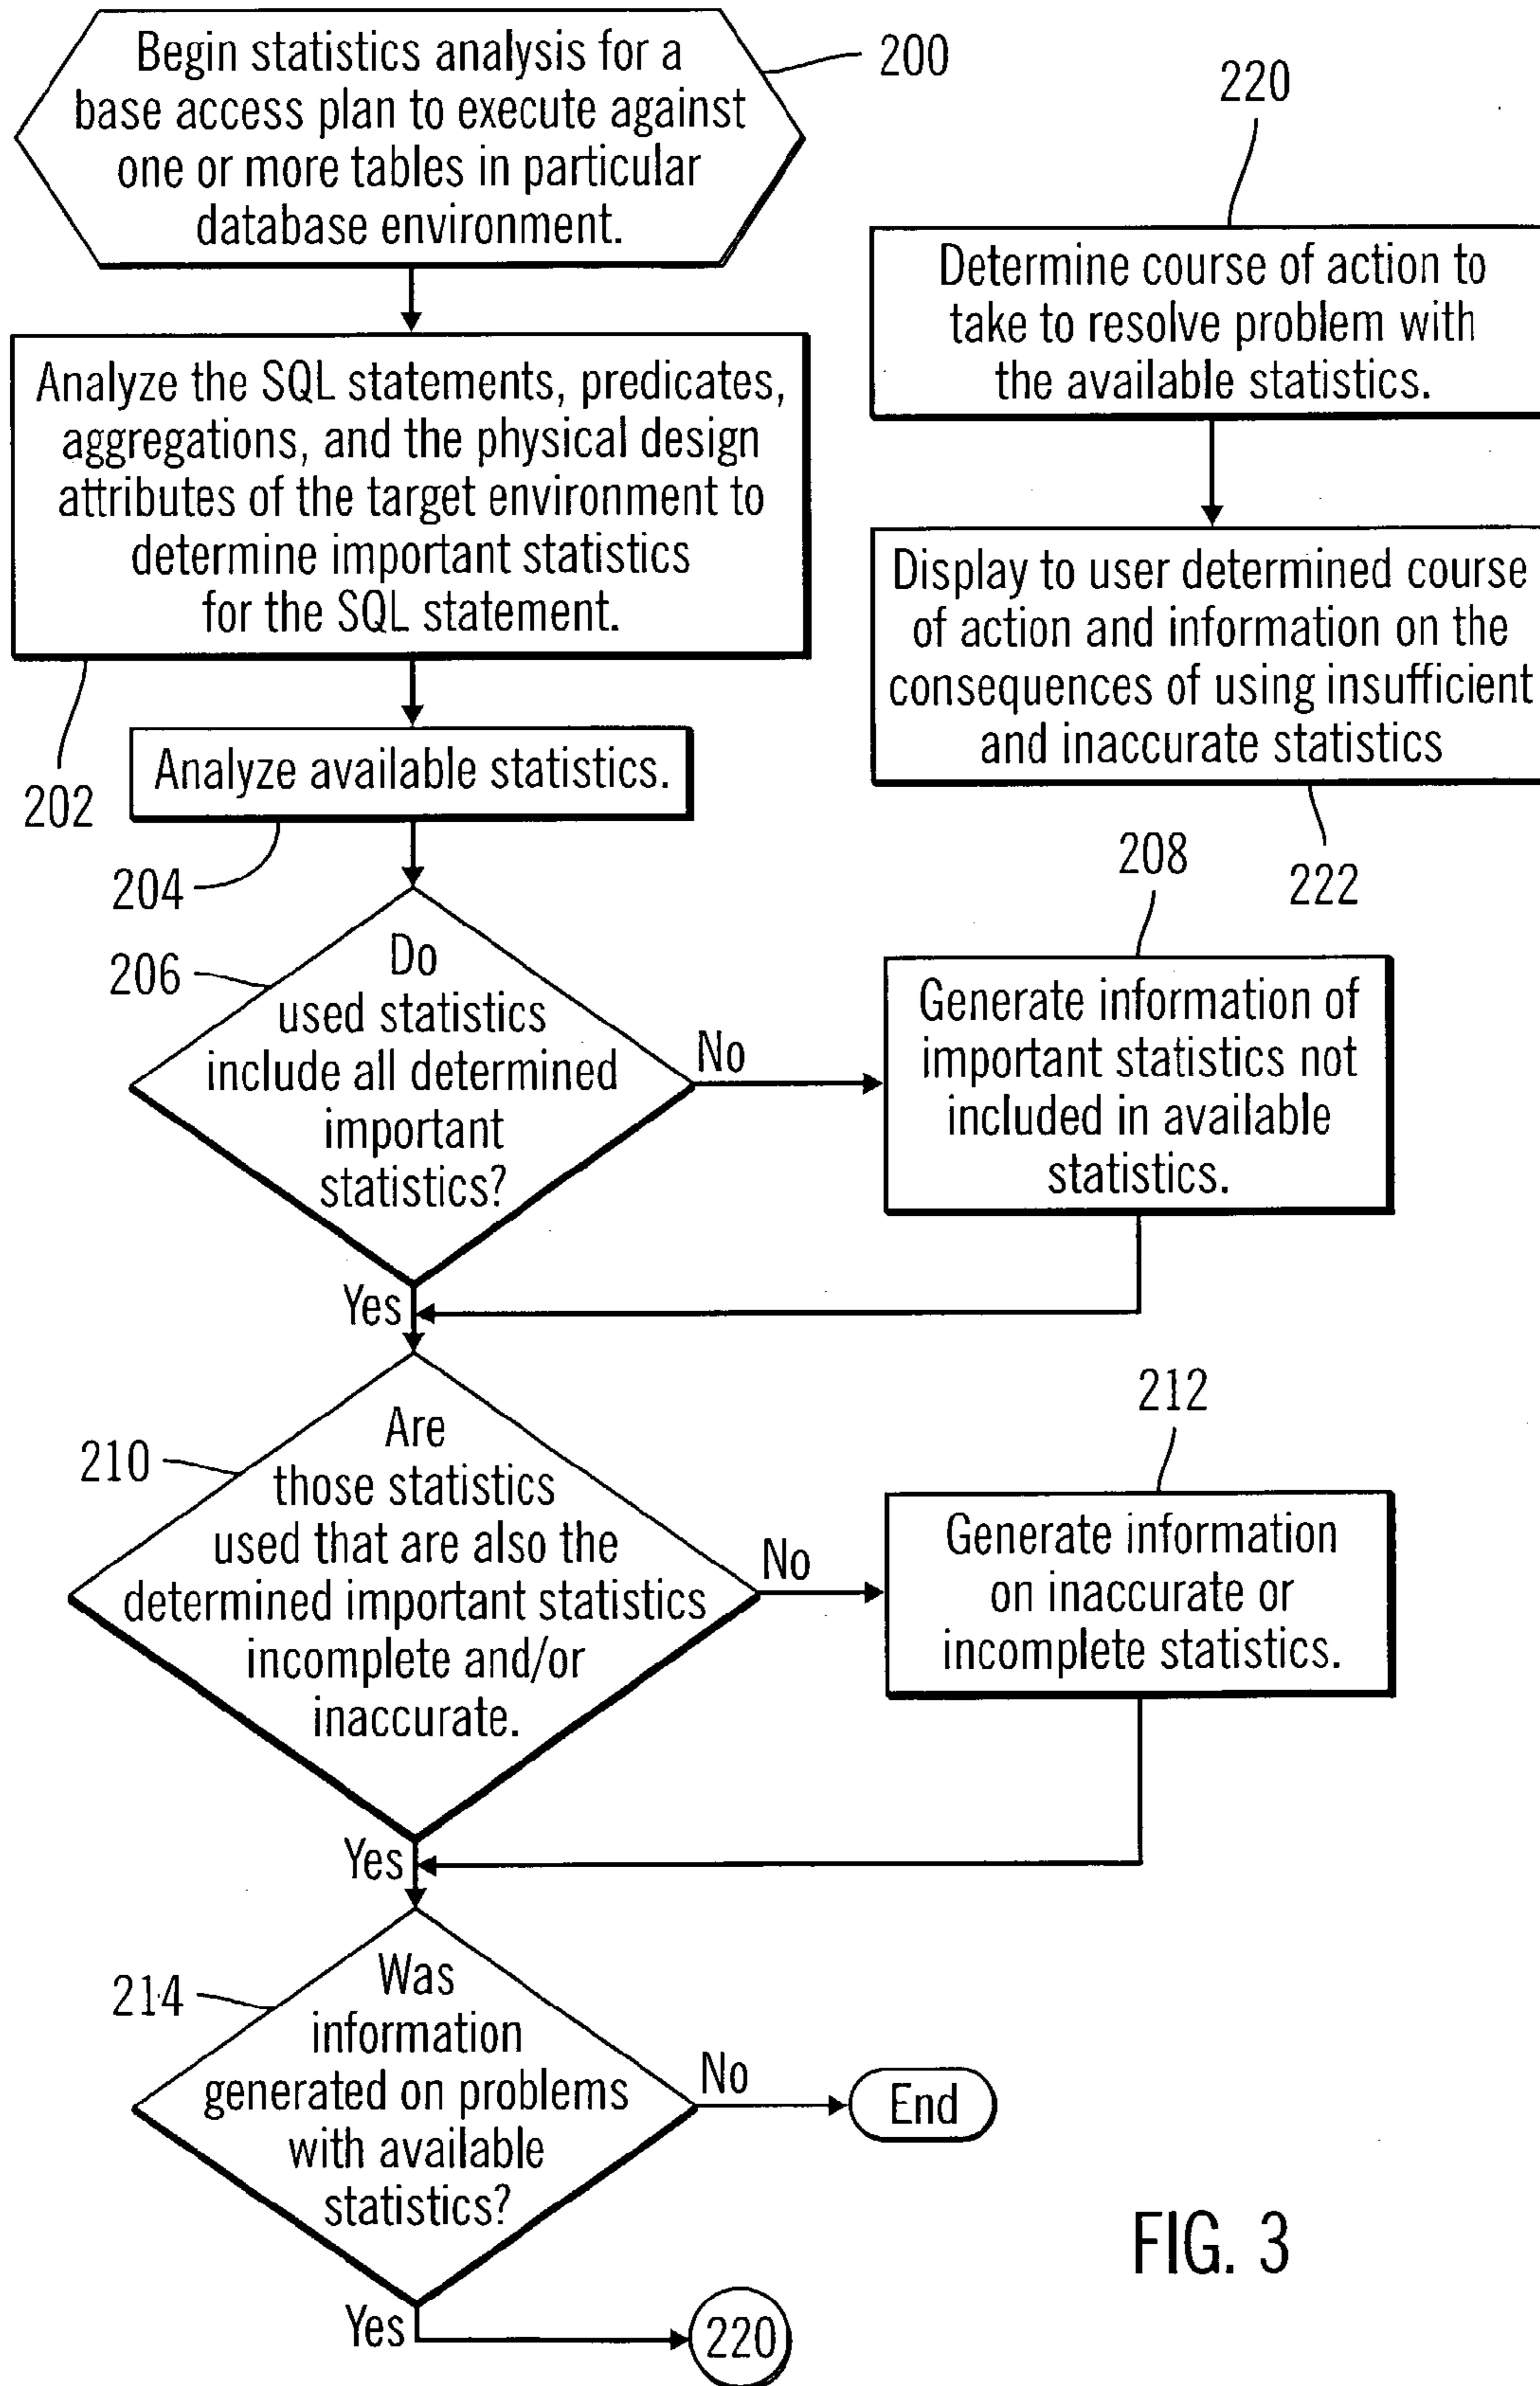 Begin statistics analysis for a
base access plan to execute against
one or more tables in particular
database environment.
200
Analyze the SQL statements, predicates,
aggregations, and the physical design
attributes of the target environment to
determine important statistics
for the SQL statement.
202
Analyze available statistics.
204
Do
used statistics
include all determined
important
statistics?
206
No
Yes
208
Generate information of
important statistics not
included in available
statistics.
Are
those statistics
used that are also the
determined important statistics
incomplete and/or
inaccurate.
210
No
Yes
212
Generate information
on inaccurate or
incomplete statistics.
Was
information
generated on problems
with available
statistics?
214
No
End
Yes
220
220
Determine course of action to
take to resolve problem with
the available statistics.
Display to user determined course
of action and information on the
consequences of using insufficient
and inaccurate statistics
222
FIG. 3